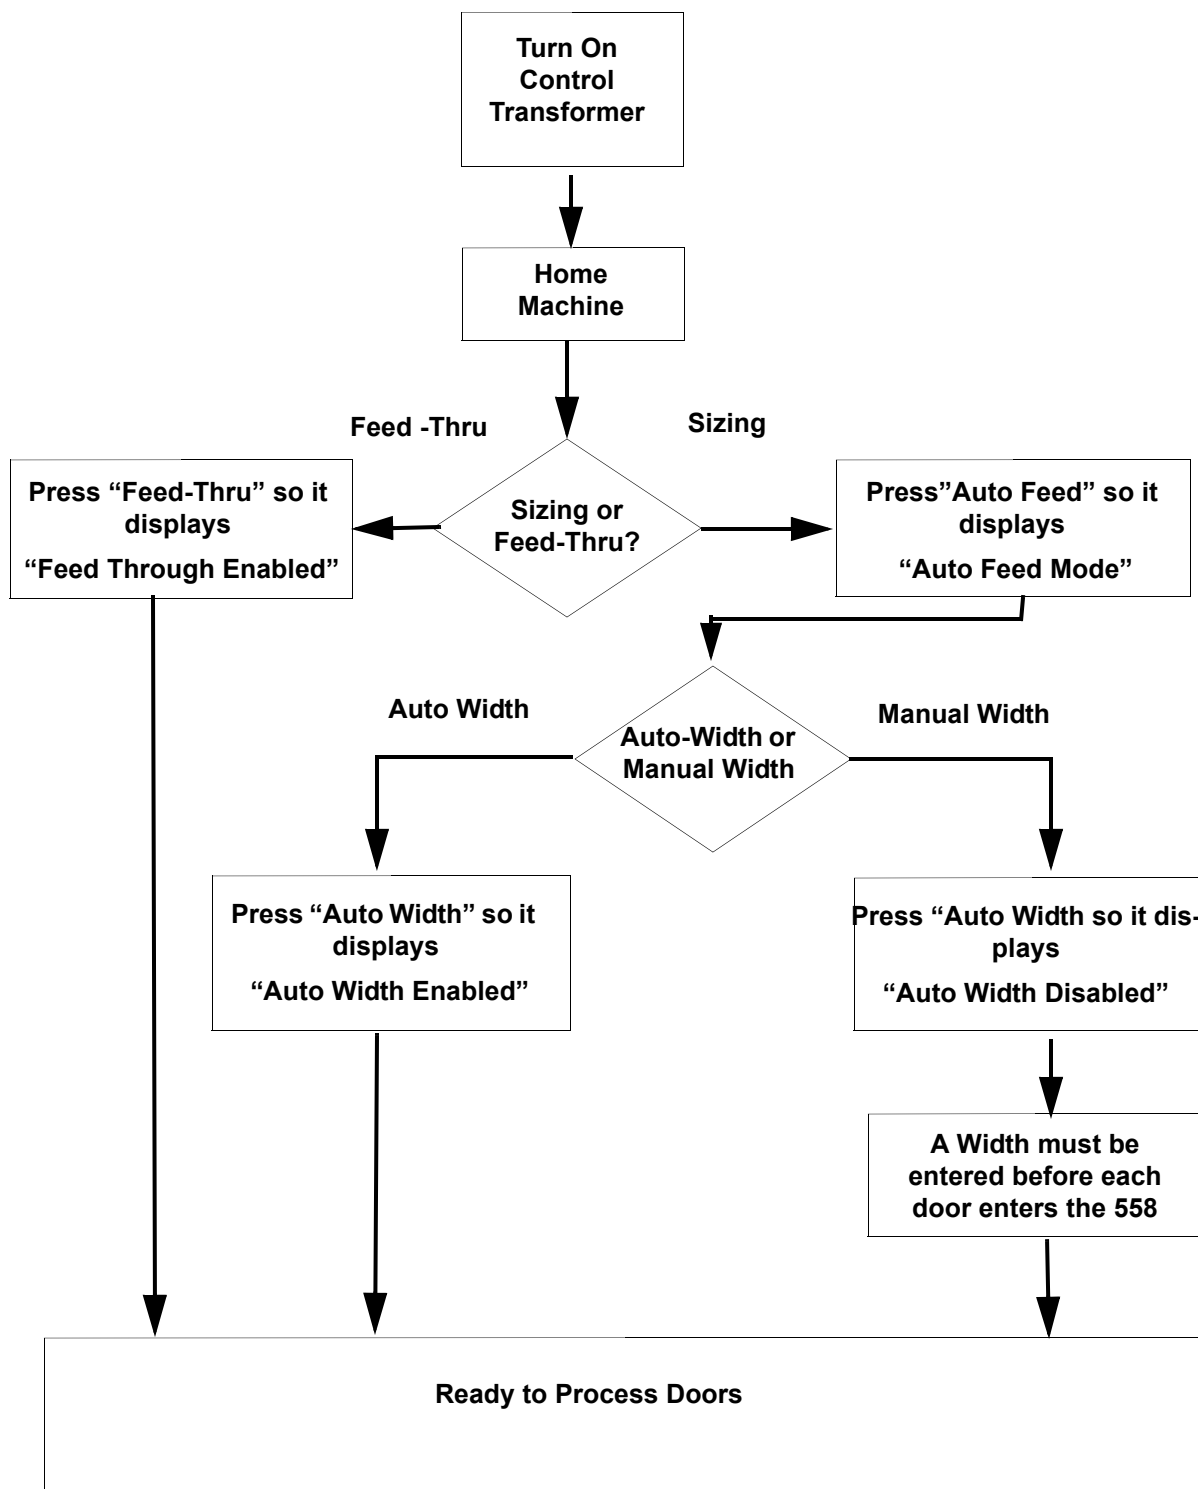 Turn On
Control
Transformer
Home
Machine
Feed -Thru
Sizing
Press “Feed-Thru” so it
displays
“Feed Through Enabled”
Sizing or
Feed-Thru?
Press”Auto Feed” so it
displays
“Auto Feed Mode”
Auto Width
Manual Width
Auto-Width or
Manual Width
Press “Auto Width” so it
displays
“Auto Width Enabled”
Press “Auto Width so it dis-
plays
“Auto Width Disabled”
A Width must be
entered before each
door enters the 558
Ready to Process Doors